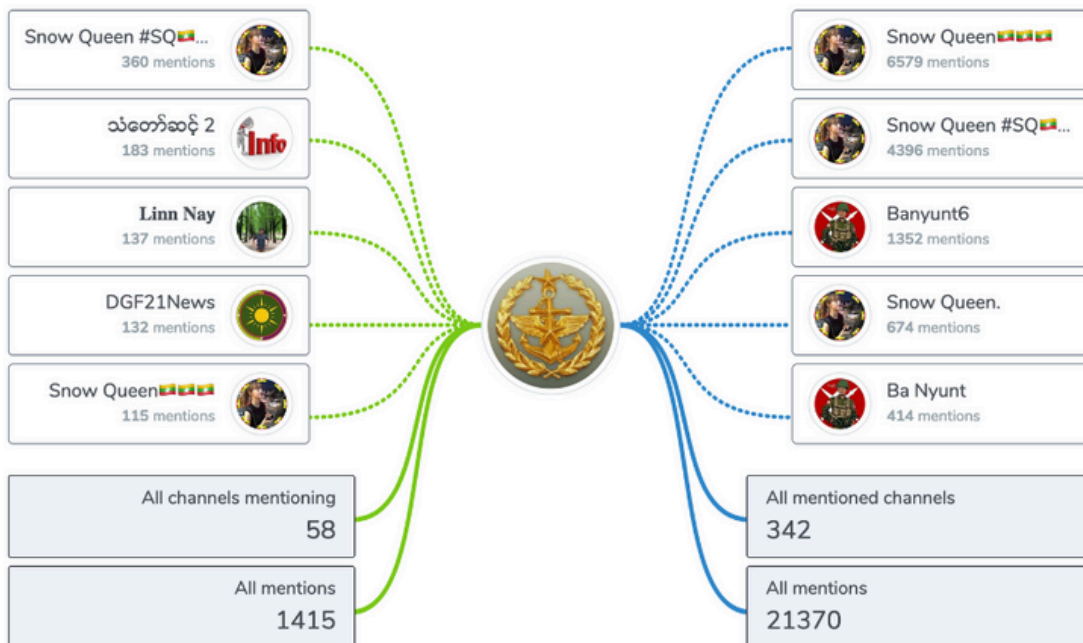 Snow Queen #SQ🇲🇲...
360 mentions
သံတော်ဆင့် 2
Info
183 mentions
Linn Nay
137 mentions
DGF21News
132 mentions
Snow Queen🇲🇲🇲🇲🇲🇲
115 mentions
All channels mentioning
58
All mentions
1415
Snow Queen🇲🇲🇲🇲🇲🇲
6579 mentions
Snow Queen #SQ🇲🇲...
4396 mentions
Banyunt6
1352 mentions
Snow Queen.
674 mentions
Ba Nyunt
414 mentions
All mentioned channels
342
All mentions
21370